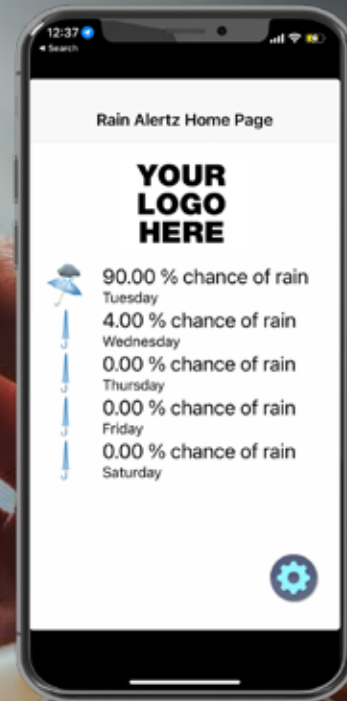 12:37
Search
Rain Alertz Home Page
YOUR
LOGO
HERE
90.00 % chance of rain
Tuesday
4.00 % chance of rain
Wednesday
0.00 % chance of rain
Thursday
0.00 % chance of rain
Friday
0.00 % chance of rain
Saturday